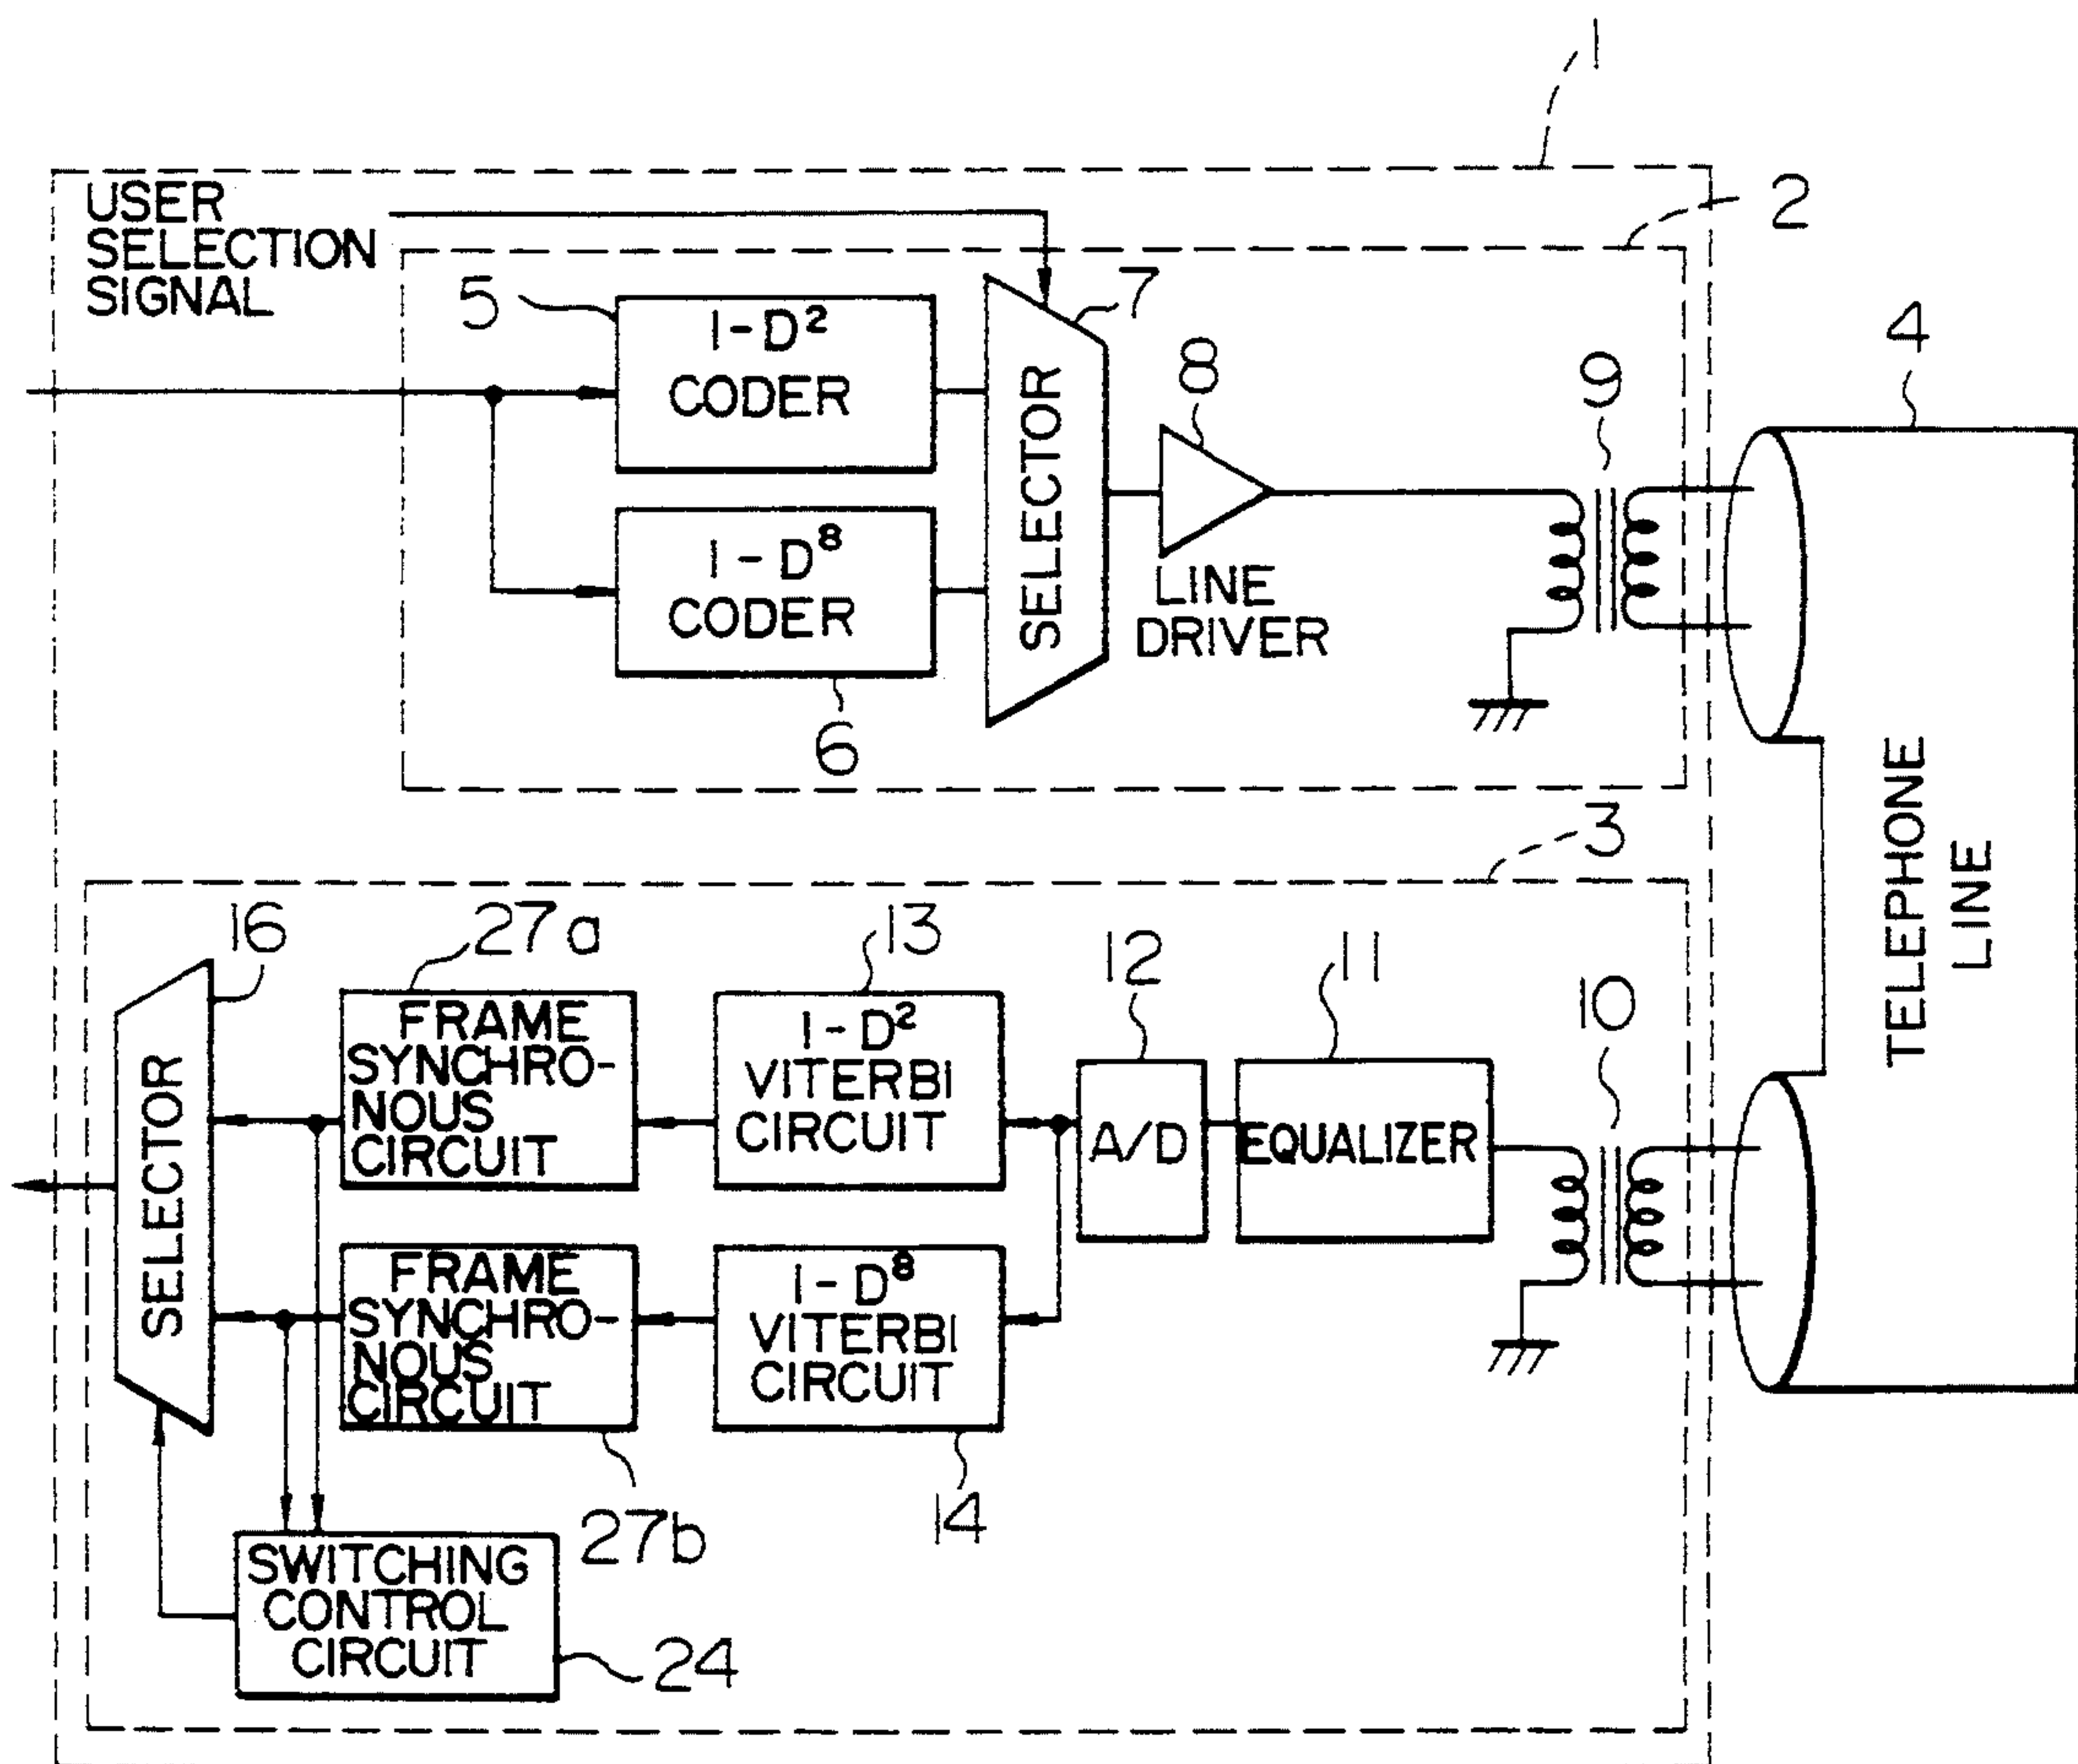 1
USER
SELECTION
SIGNAL
2
5
1-D²
CODER
7
SELECTOR
8
LINE
DRIVER
9
4
1-D⁸
CODER
6
TELEPHONE
LINE
3
16
SELECTOR
27a
FRAME
SYNCHRO-
NOUS
CIRCUIT
13
1-D²
VITERBI
CIRCUIT
12
A/D
11
EQUALIZER
10
FRAME
SYNCHRO-
NOUS
CIRCUIT
27b
1-D⁸
VITERBI
CIRCUIT
14
SWITCHING
CONTROL
CIRCUIT
24